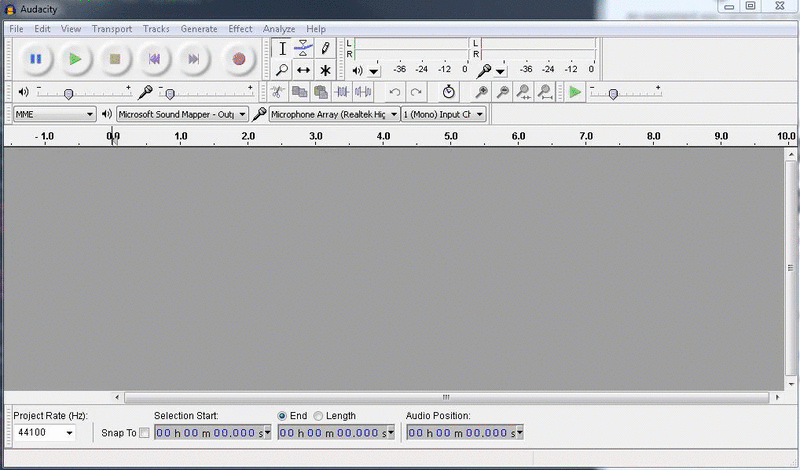 Audacity
File Edit View Transport Tracks Generate Effect Analyze Help
L
R
-36 -24 -12 0
L
R
-36 -24 -12 0
- + - +
- +
MME
Microsoft Sound Mapper - Outp
Microphone Array (Realtek Hig
1 (Mono) Input Ch
- 1.0 0.0 1.0 2.0 3.0 4.0 5.0 6.0 7.0 8.0 9.0 10.0
Project Rate (Hz): Selection Start: End Length Audio Position:
44100 Snap To 00 h 00 m 00,000 s 00 h 00 m 00,000 s 00 h 00 m 00,000 s